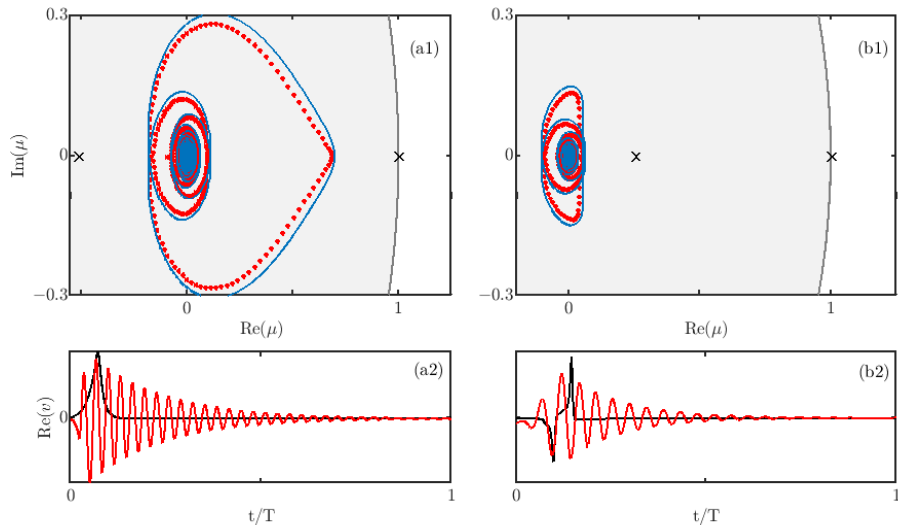 0.3
(a1)
0
Im(μ)
−0.3
0
1
Re(μ)
0.3
(b1)
0
−0.3
0
1
Re(μ)
(a2)
0
Re(v)
0
1
t/T
(b2)
0
1
t/T